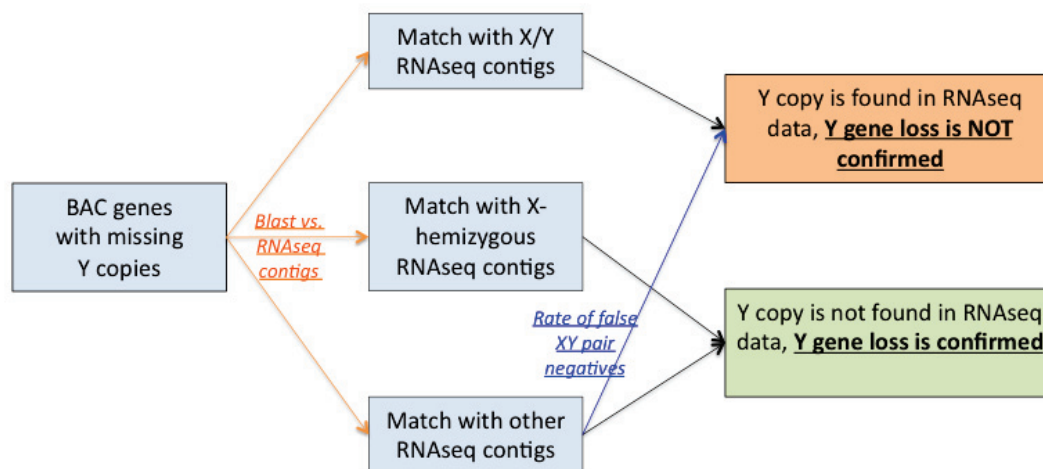 Match with X/Y
RNAseq contigs
Y copy is found in RNAseq
data, Y gene loss is NOT
confirmed
BAC genes
with missing
Y copies
Blast vs.
RNAseq
contigs
Match with X-
hemizygous
RNAseq contigs
Rate of false
XY pair
negatives
Y copy is not found in RNAseq
data, Y gene loss is confirmed
Match with other
RNAseq contigs